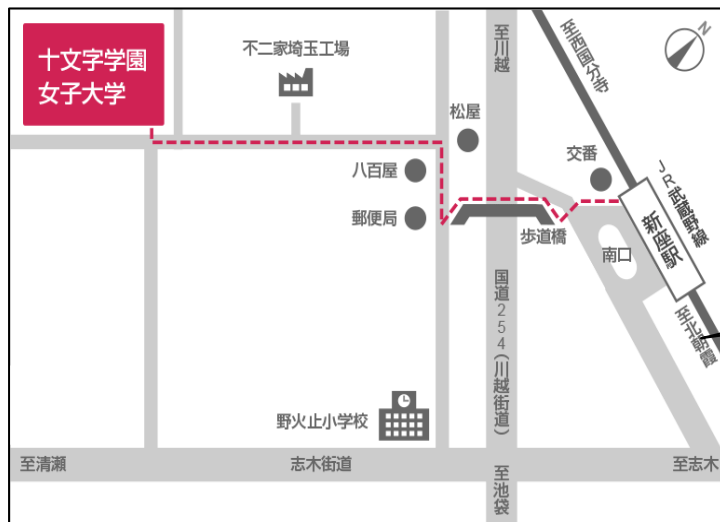 十文字学園
女子大学
不二家埼玉工場
至川越
至西国分寺
N
松屋
交番
JR武蔵野線
八百屋
郵便局
歩道橋
南口
新座駅
国道254(川越街道)
至北朝霞
野火止小学校
至清瀬
志木街道
至池袋
至志木